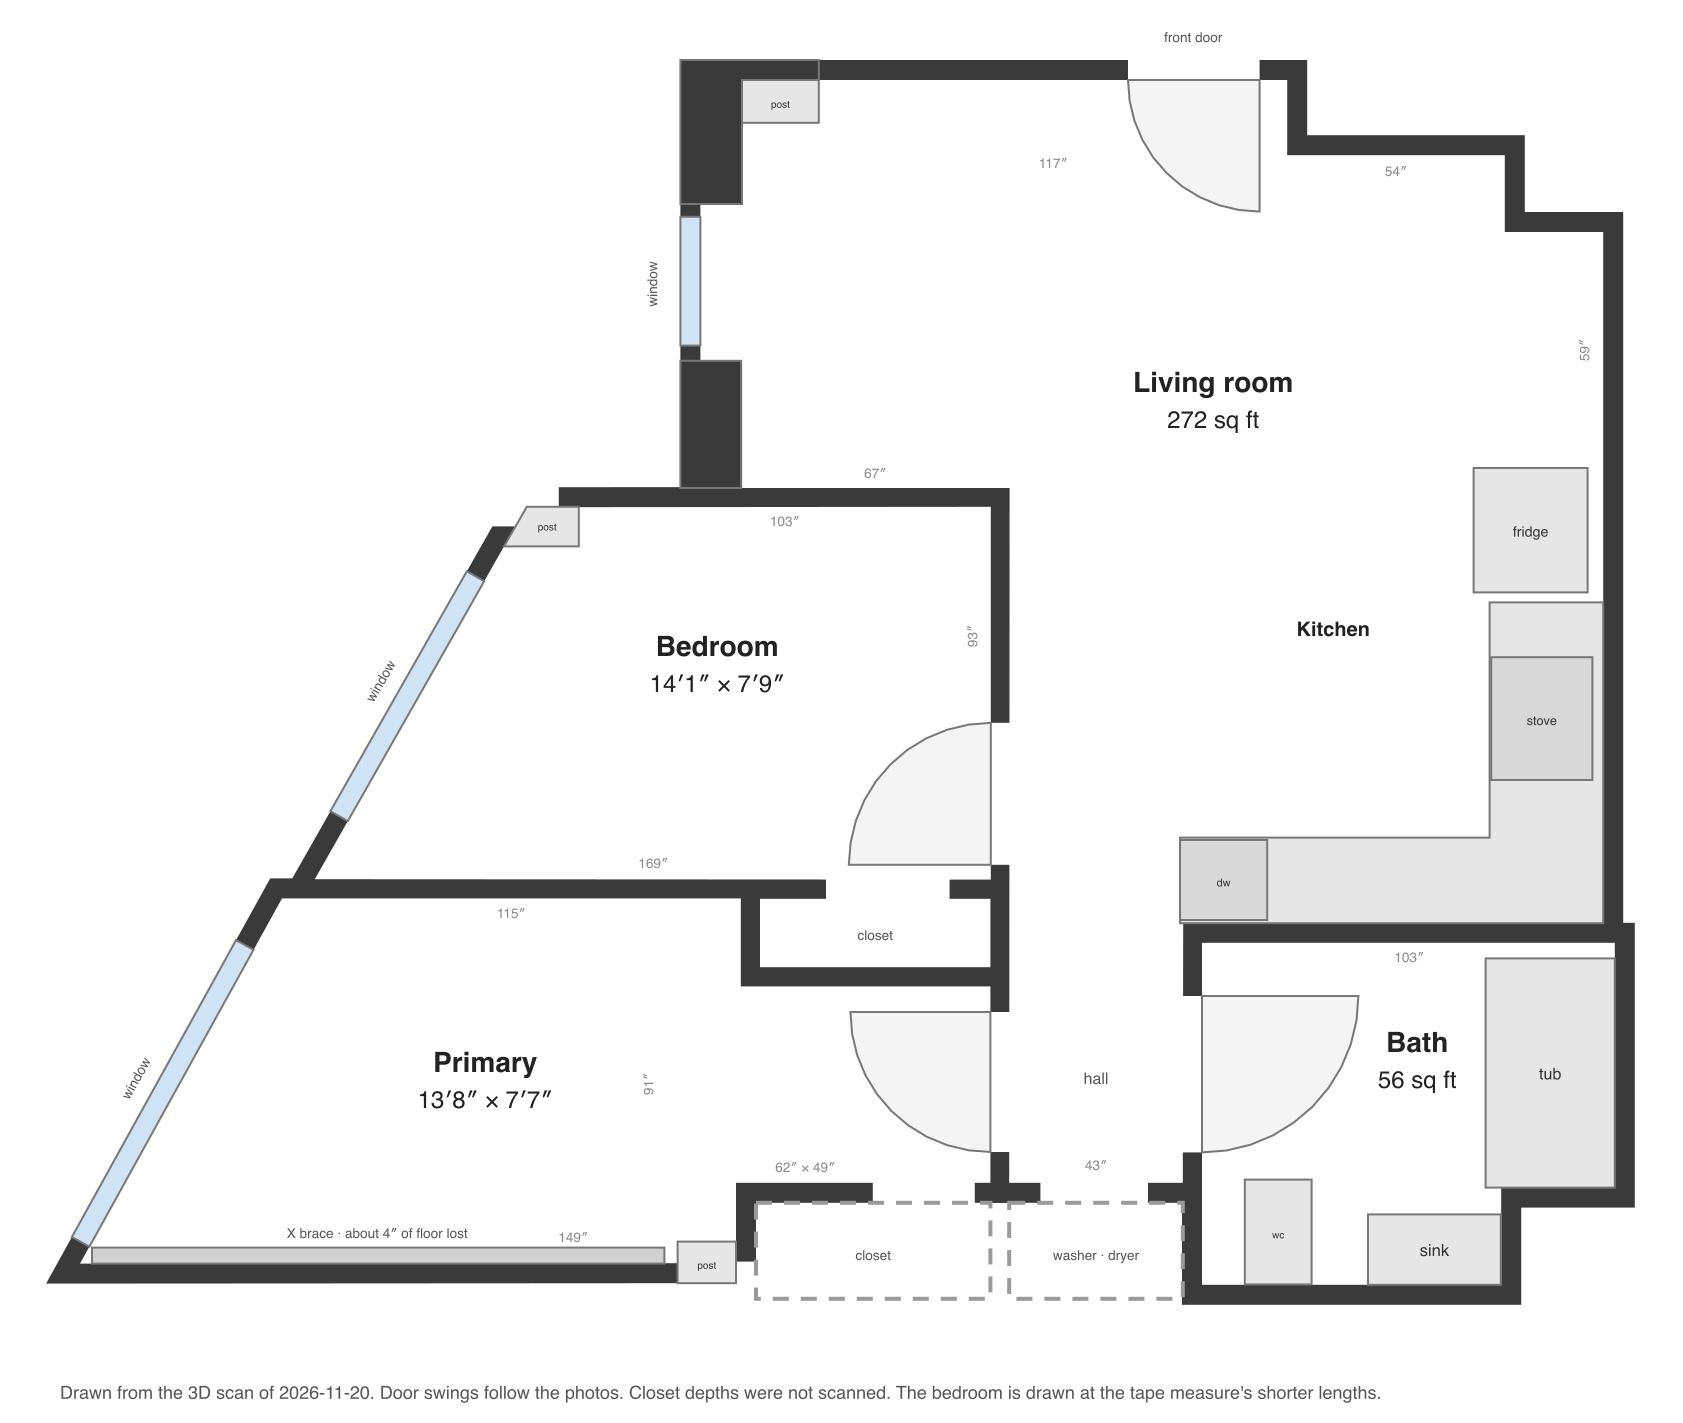 front door
post
117″
54″
window
59″
Living room
272 sq ft
67″
103″
post
fridge
Kitchen
93″
Bedroom
14′1″ × 7′9″
window
stove
169″
dw
115″
closet
103″
Primary
13′8″ × 7′7″
91″
window
hall
Bath
56 sq ft
tub
62″ × 49″
43″
X brace · about 4″ of floor lost
149″
post
closet
washer · dryer
wc
sink
Drawn from the 3D scan of 2026-11-20. Door swings follow the photos. Closet depths were not scanned. The bedroom is drawn at the tape measure's shorter lengths.